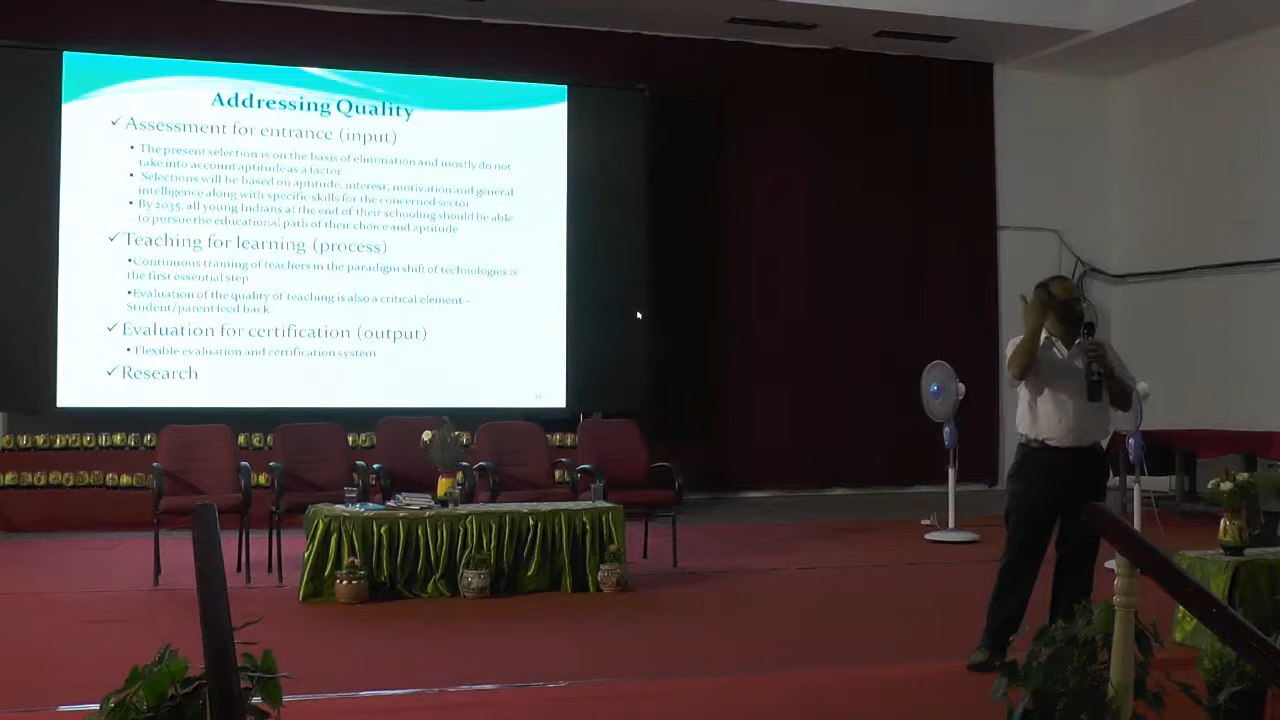 Addressing Quality
✓Assessment for entrance (input)
• The present selection is on the basis of elimination and mostly do not
take into account aptitude as a factor
• Selections will be based on aptitude, interest, motivation and general
intelligence along with specific skills for the concerned sector
• By 2035, all young Indians at the end of their schooling should be able
to pursue the educational path of their choice and aptitude
✓Teaching for learning (process)
•Continuous training of teachers in the paradigm shift of technologies is
the first essential step
•Evaluation of the quality of teaching is also a critical element –
Student/parent feed back
✓Evaluation for certification (output)
• Flexible evaluation and certification system
✓Research